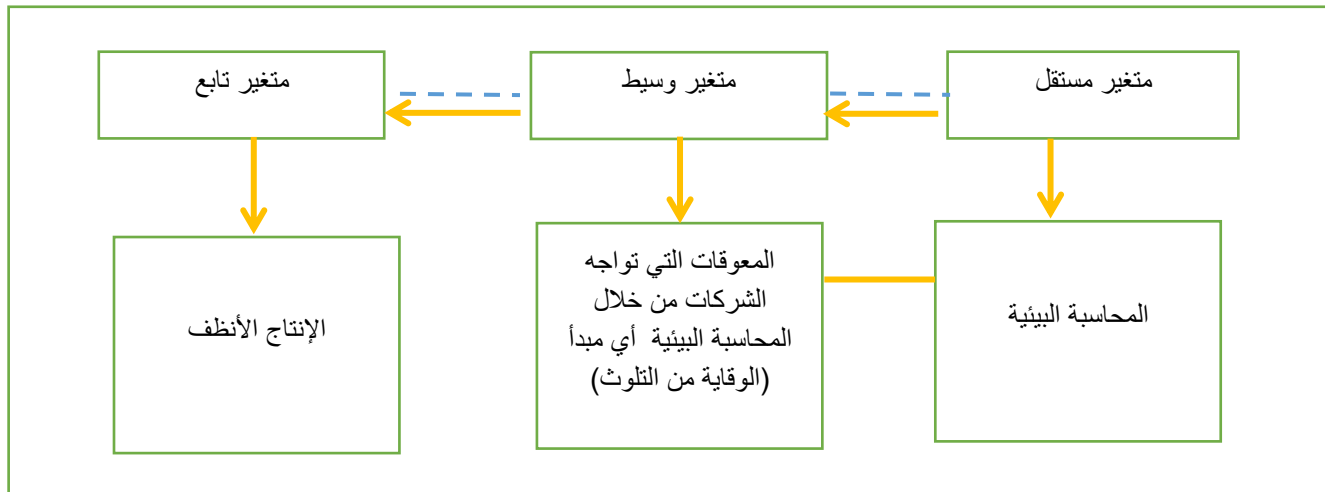 متغير مستقل
متغير وسيط
متغير تابع
المحاسبة البيئية
المعوقات التي تواجه
الشركات من خلال
المحاسبة البيئية أي مبدأ
(الوقاية من التلوث)
الإنتاج الأنظف